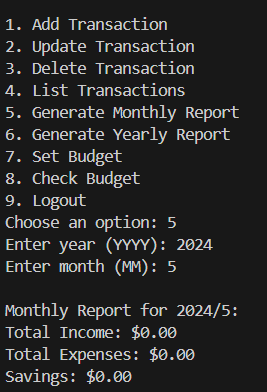 1. Add Transaction
2. Update Transaction
3. Delete Transaction
4. List Transactions
5. Generate Monthly Report
6. Generate Yearly Report
7. Set Budget
8. Check Budget
9. Logout
Choose an option: 5
Enter year (YYYY): 2024
Enter month (MM): 5
Monthly Report for 2024/5:
Total Income: $0.00
Total Expenses: $0.00
Savings: $0.00